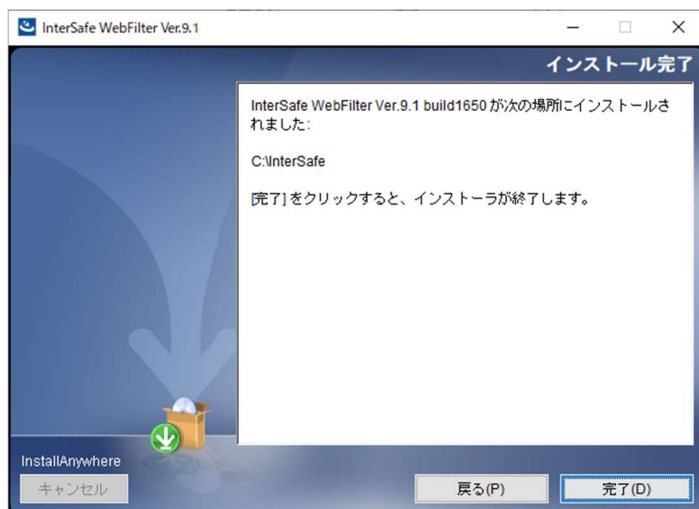 InterSafe WebFilter Ver.9.1
インストール完了
InterSafe WebFilter Ver.9.1 build1650 が次の場所にインストールさ
れました:
C:\InterSafe
[完了] をクリックすると、インストーラが終了します。
InstallAnywhere
キャンセル
戻る(P)
完了(D)